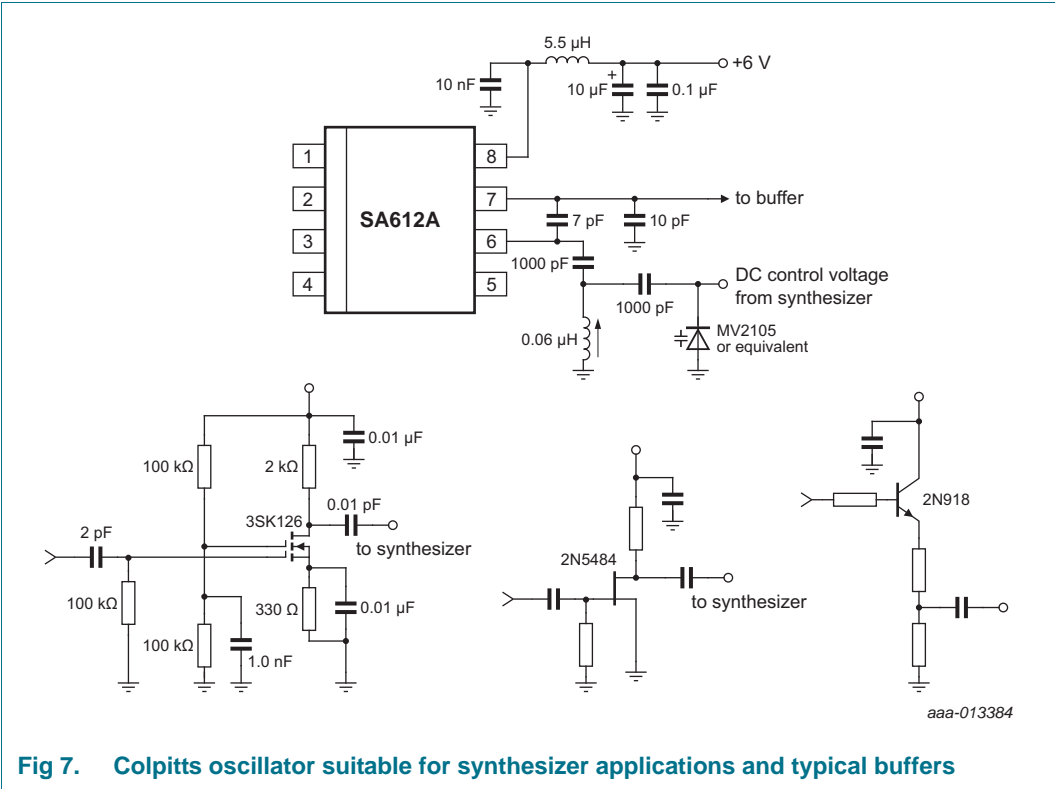 5.5 µH
+6 V
10 nF
+
10 µF
0.1 µF
1
8
2
7
to buffer
SA612A
7 pF
10 pF
3
6
1000 pF
4
5
DC control voltage
from synthesizer
1000 pF
0.06 µH
MV2105
or equivalent
0.01 µF
100 kΩ
2 kΩ
0.01 pF
3SK126
to synthesizer
2 pF
100 kΩ
330 Ω
0.01 µF
100 kΩ
1.0 nF
2N5484
to synthesizer
2N918
aaa-013384
Fig 7. Colpitts oscillator suitable for synthesizer applications and typical buffers